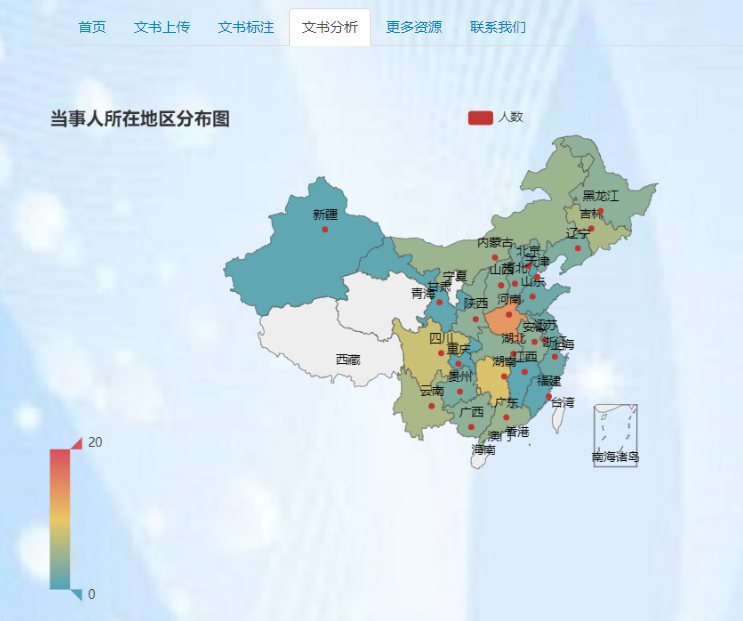 首页 文书上传 文书标注 文书分析 更多资源 联系我们
当事人所在地区分布图
人数
黑龙江
新疆
吉林
辽宁
内蒙古
北京
天津
山西
河北
宁夏
山东
甘肃
青海
河南
陕西
安徽
江苏
四川
湖北
上海
重庆
西藏
湖南
江西
贵州
福建
云南
广东
台湾
广西
香港
澳门
海南
南海诸岛
20
0